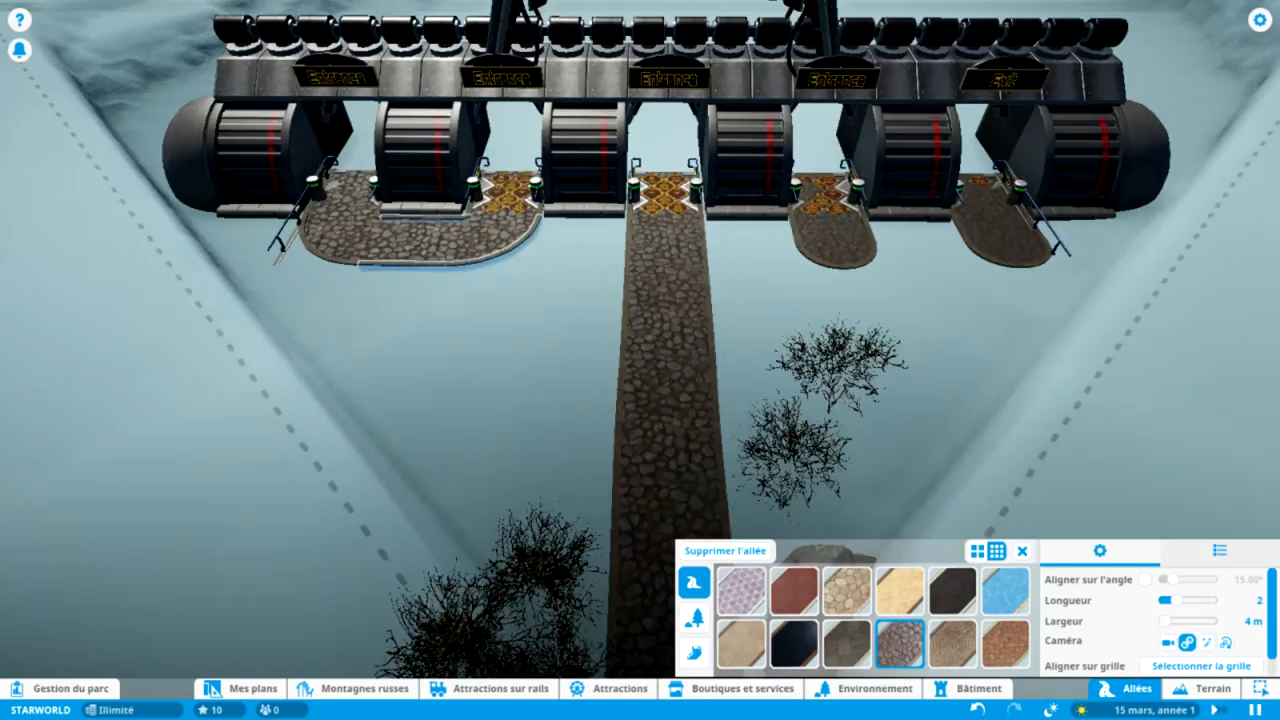 ?
Entrance Entrance Entrance Entrance Exit
Supprimer l'allée
Aligner sur l'angle 15.00°
Longueur 2
Largeur 4 m
Caméra
Aligner sur grille Sélectionner la grille
Gestion du parc Mes plans Montagnes russes Attractions sur rails Attractions Boutiques et services Environnement Bâtiment Allées Terrain
STARWORLD Illimité 10 0 15 mars, année 1